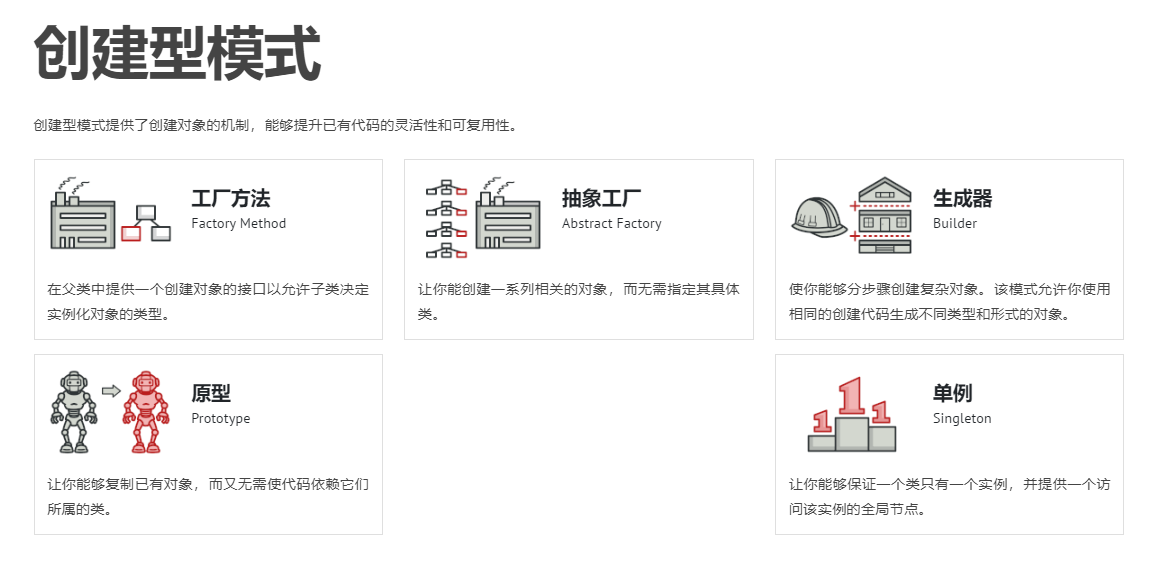 创建型模式
创建型模式提供了创建对象的机制，能够提升已有代码的灵活性和可复用性。
工厂方法
Factory Method
在父类中提供一个创建对象的接口以允许子类决定
实例化对象的类型。
抽象工厂
Abstract Factory
让你能创建一系列相关的对象，而无需指定其具体
类。
生成器
Builder
使你能够分步骤创建复杂对象。该模式允许你使用
相同的创建代码生成不同类型和形式的对象。
原型
Prototype
让你能够复制已有对象，而又无需使代码依赖它们
所属的类。
1
1
1
单例
Singleton
让你能够保证一个类只有一个实例，并提供一个访
问该实例的全局节点。